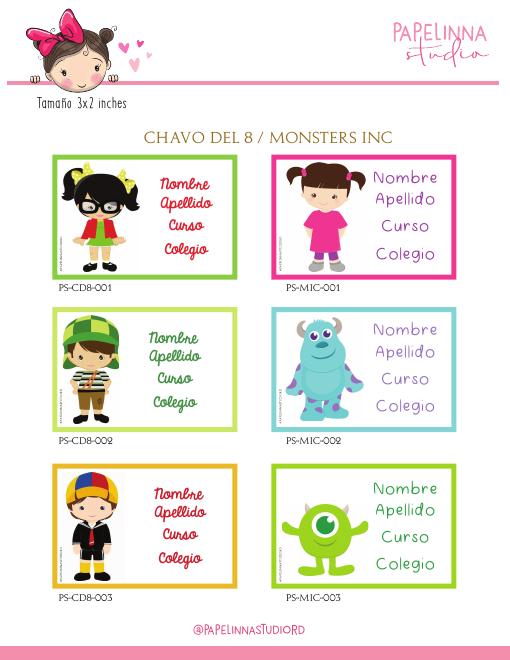 PAPELINNA
studio
Tamaño 3x2 inches
CHAVO DEL 8 / MONSTERS INC
Nombre
Apellido
Curso
Colegio
PS-CD8-001
Nombre
Apellido
Curso
Colegio
PS-MIC-001
Nombre
Apellido
Curso
Colegio
PS-CD8-002
Nombre
Apellido
Curso
Colegio
PS-MIC-002
Nombre
Apellido
Curso
Colegio
PS-CD8-003
Nombre
Apellido
Curso
Colegio
PS-MIC-003
@PAPELINNASTUDIORD